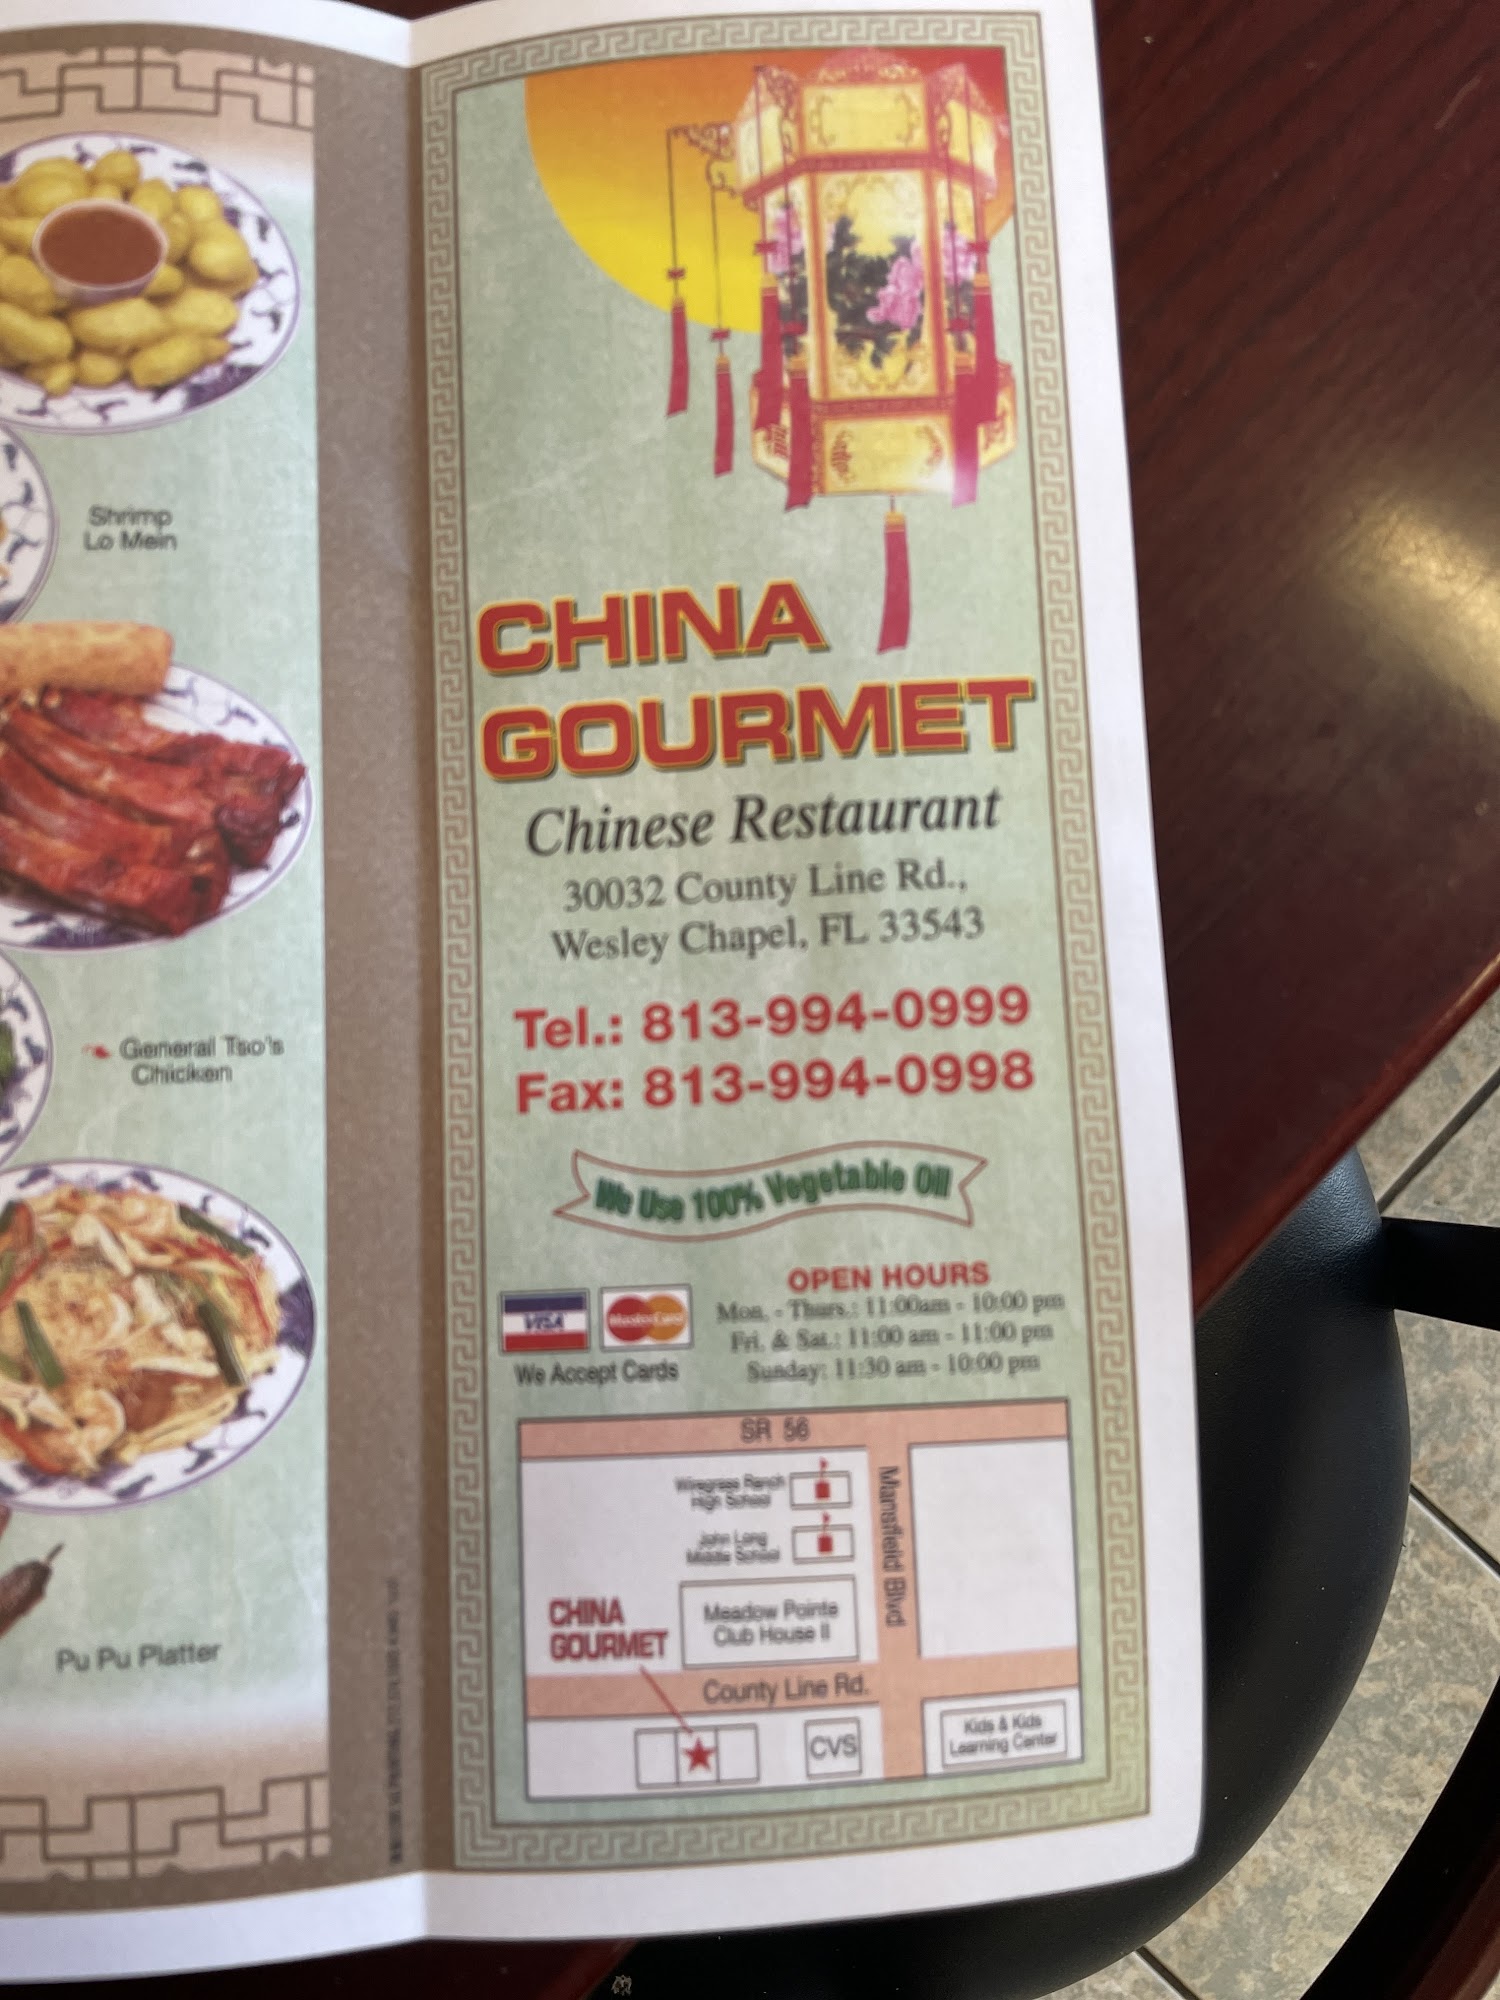 Shrimp
Lo Mein
General Tso's
Chicken
Pu Pu Platter
CHINA
GOURMET
Chinese Restaurant
30032 County Line Rd.,
Wesley Chapel, FL 33543
Tel.: 813-994-0999
Fax: 813-994-0998
We Use 100% Vegetable Oil
VISA
MasterCard
We Accept Cards
OPEN HOURS
Mon. - Thurs.: 11:00am - 10:00 pm
Fri. & Sat.: 11:00 am - 11:00 pm
Sunday: 11:30 am - 10:00 pm
SR 56
Wiregrass Ranch
High School
John Long
Middle School
Mansfield Blvd
CHINA
GOURMET
Meadow Pointe
Club House II
County Line Rd.
CVS
Kids & Kids
Learning Center